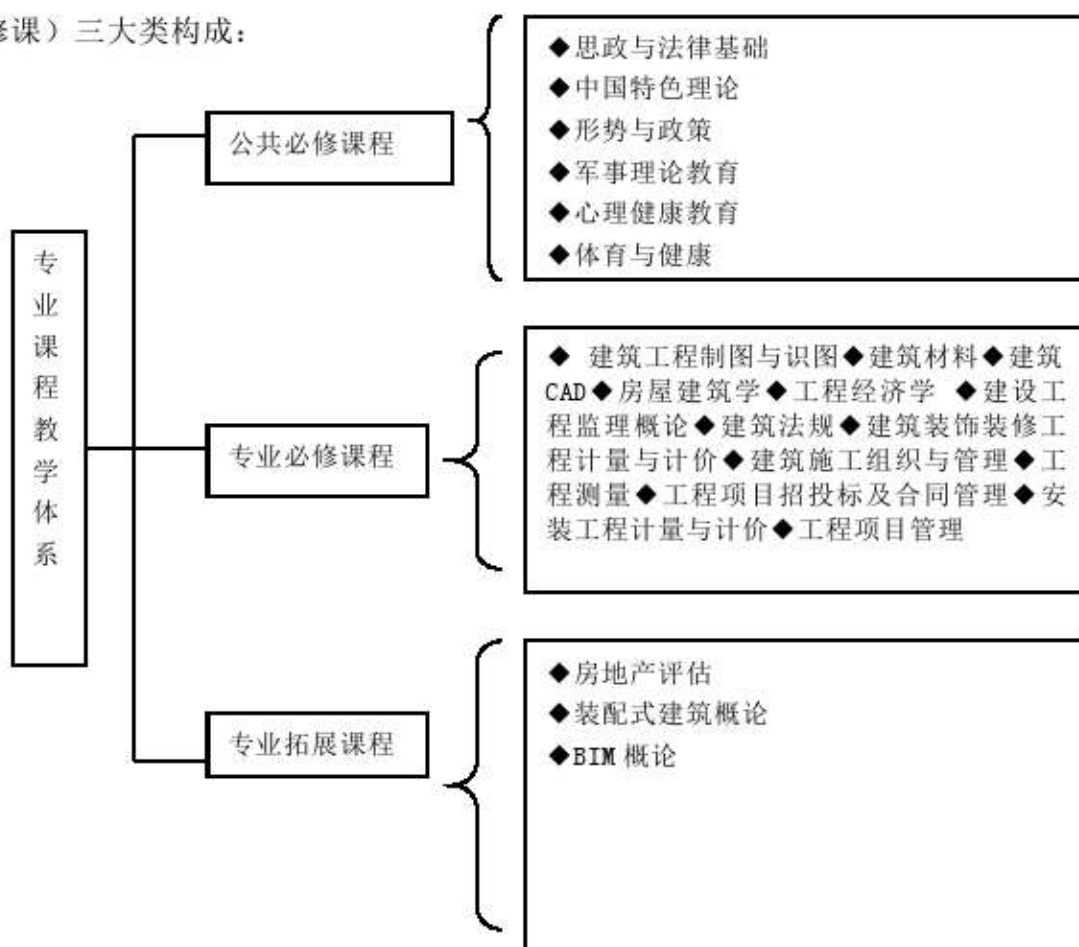 修课）三大类构成：
专业课程教学体系
公共必修课程
◆思政与法律基础
◆中国特色理论
◆形势与政策
◆军事理论教育
◆心理健康教育
◆体育与健康
专业必修课程
◆ 建筑工程制图与识图◆建筑材料◆建筑
CAD◆房屋建筑学◆工程经济学 ◆建设工
程监理概论◆建筑法规◆建筑装饰装修工
程计量与计价◆建筑施工组织与管理◆工
程测量◆工程项目招投标及合同管理◆安
装工程计量与计价◆工程项目管理
专业拓展课程
◆房地产评估
◆装配式建筑概论
◆BIM 概论